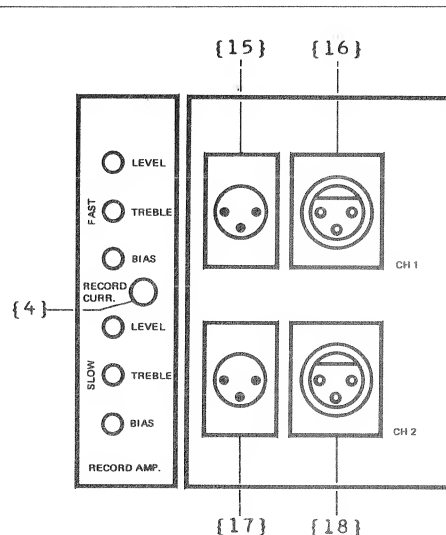 {15} {16}
LEVEL
FAST
TREBLE
BIAS
RECORD
CURR.
{4}
LEVEL
SLOW
TREBLE
BIAS
RECORD AMP.
CH 1
CH 2
{17} {18}